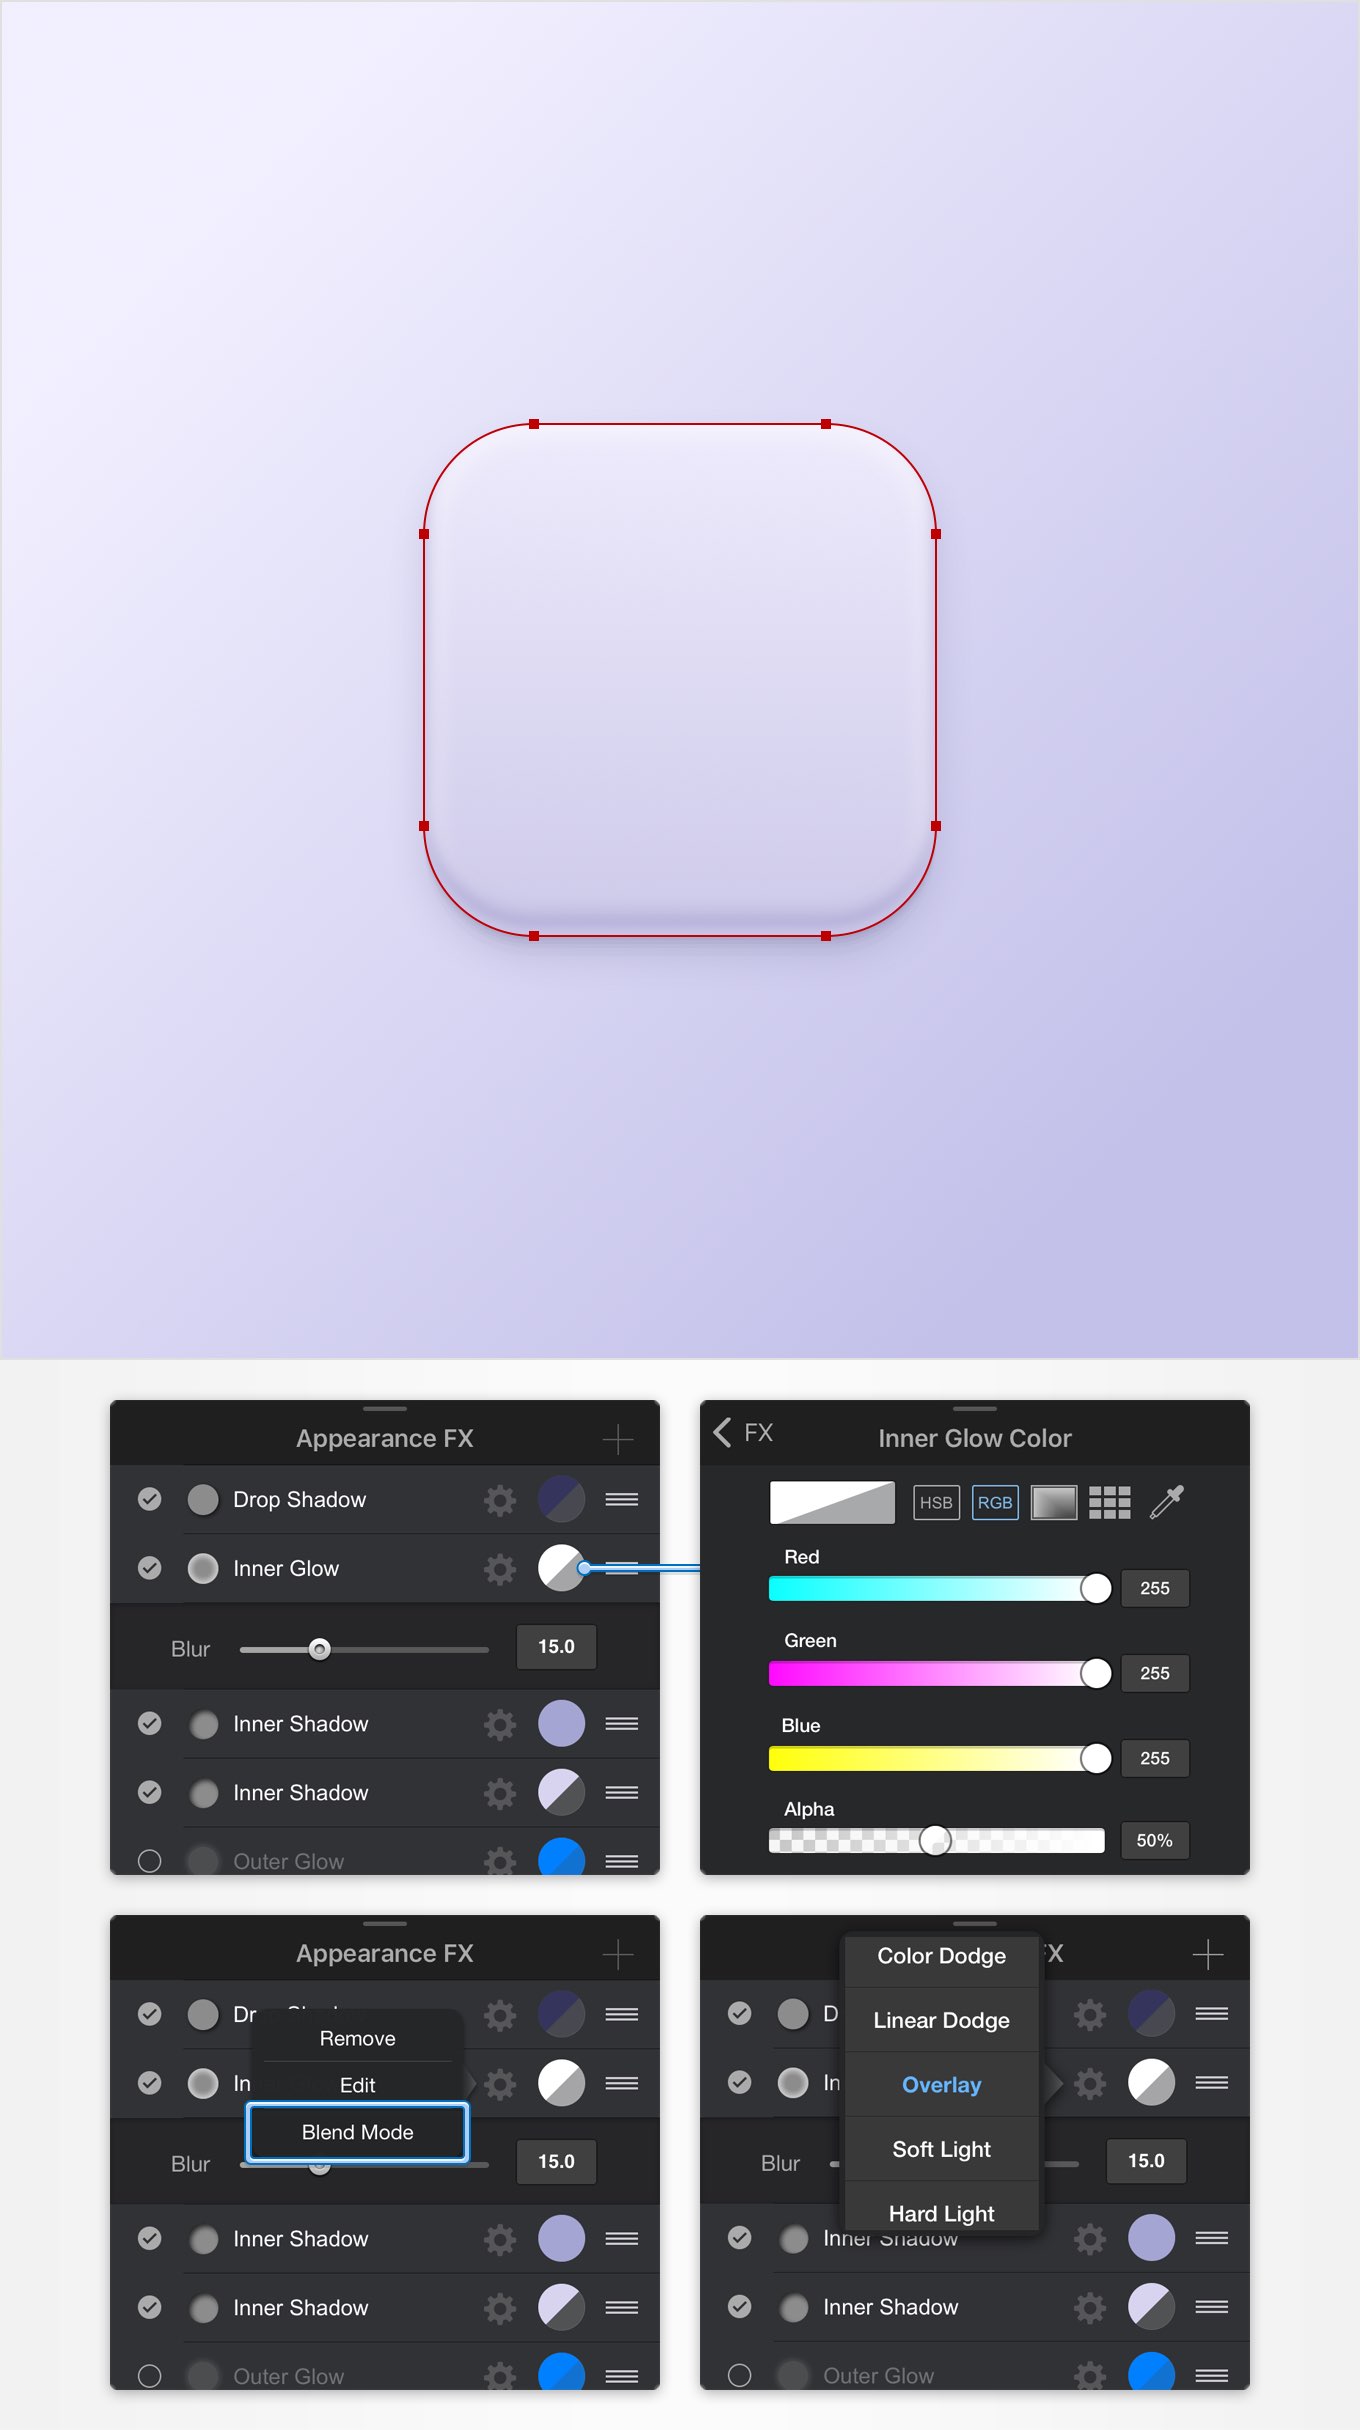 Appearance FX
Drop Shadow
Inner Glow
Blur
15.0
Inner Shadow
Inner Shadow
Outer Glow
FX
Inner Glow Color
HSB
RGB
Red
255
Green
255
Blue
255
Alpha
50%
Appearance FX
Dr
Remove
In
Edit
Blend Mode
Blur
15.0
Inner Shadow
Inner Shadow
Outer Glow
FX
Color Dodge
D
Linear Dodge
In
Overlay
Soft Light
Blur
15.0
Hard Light
Inner Shadow
Inner Shadow
Outer Glow